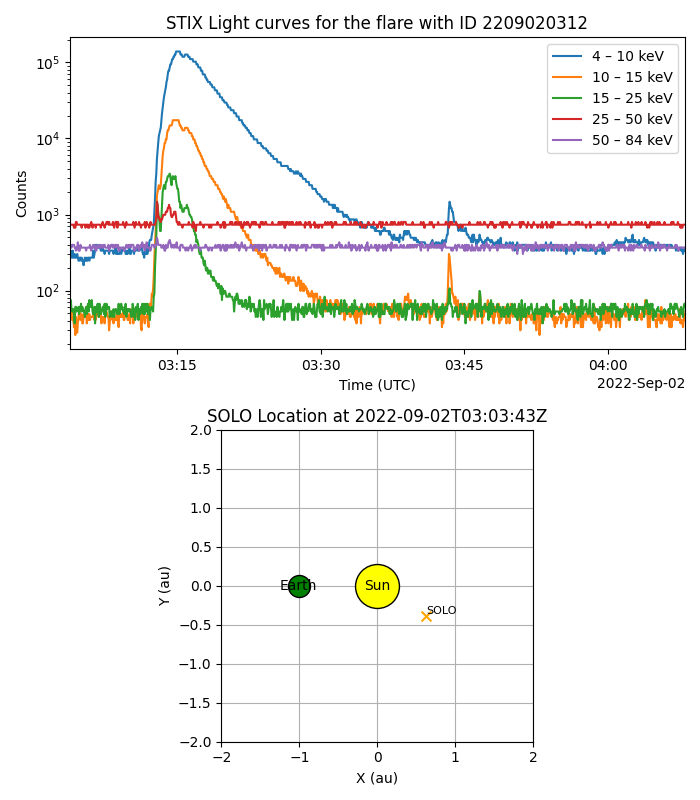 STIX Light curves for the flare with ID 2209020312
10⁵
10⁴
10³
10²
Counts
4 – 10 keV
10 – 15 keV
15 – 25 keV
25 – 50 keV
50 – 84 keV
03:15
03:30
03:45
04:00
Time (UTC)
2022-Sep-02
SOLO Location at 2022-09-02T03:03:43Z
2.0
1.5
1.0
0.5
0.0
−0.5
−1.0
−1.5
−2.0
Y (au)
Earth
Sun
SOLO
−2
−1
0
1
2
X (au)